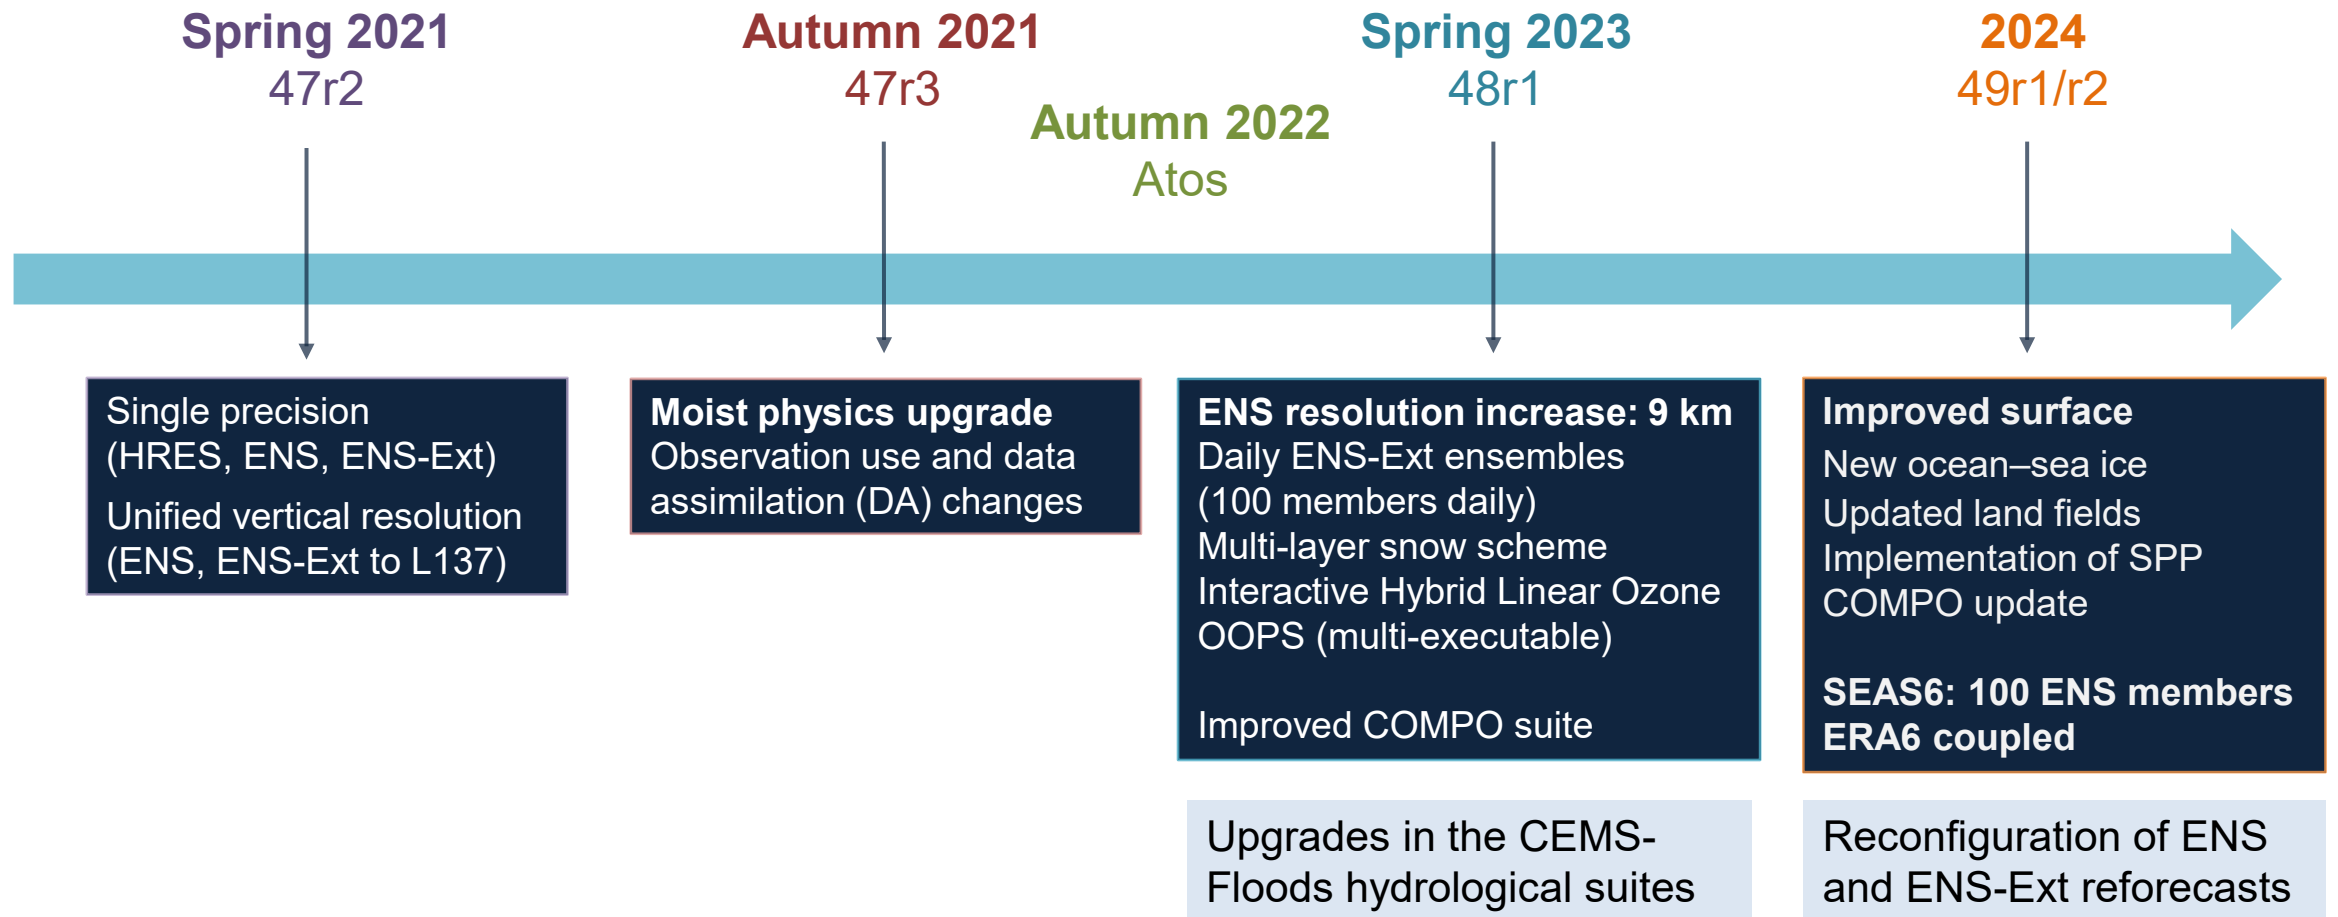 Spring 2021
47r2
Autumn 2021
47r3
Autumn 2022
Atos
Spring 2023
48r1
2024
49r1/r2
Single precision
(HRES, ENS, ENS-Ext)
Unified vertical resolution
(ENS, ENS-Ext to L137)
Moist physics upgrade
Observation use and data
assimilation (DA) changes
ENS resolution increase: 9 km
Daily ENS-Ext ensembles
(100 members daily)
Multi-layer snow scheme
Interactive Hybrid Linear Ozone
OOPS (multi-executable)
Improved COMPO suite
Upgrades in the CEMS-
Floods hydrological suites
Improved surface
New ocean–sea ice
Updated land fields
Implementation of SPP
COMPO update
SEAS6: 100 ENS members
ERA6 coupled
Reconfiguration of ENS
and ENS-Ext reforecasts